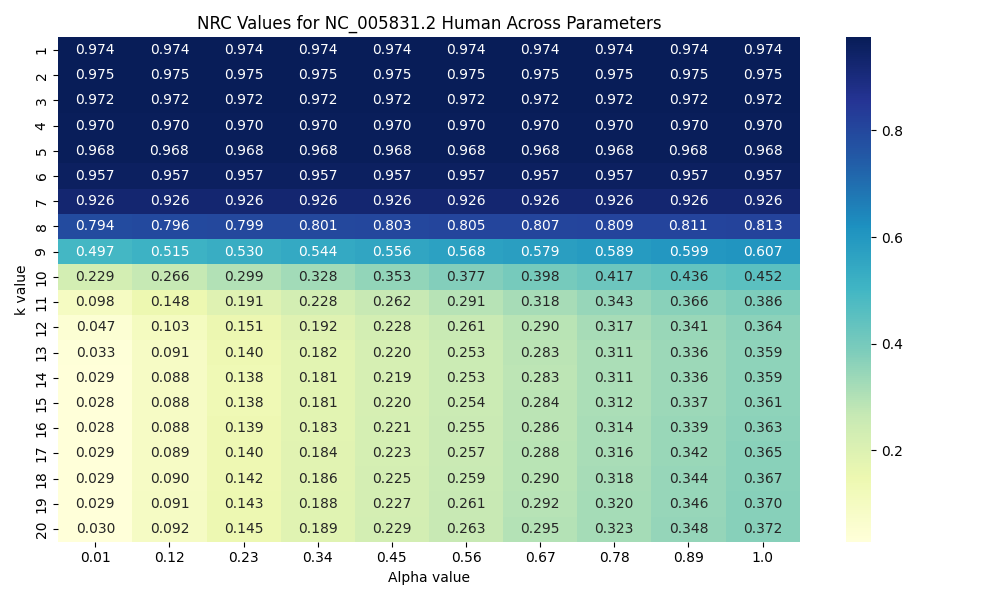 NRC Values for NC_005831.2 Human Across Parameters
k value
1 0.974 0.974 0.974 0.974 0.974 0.974 0.974 0.974 0.974 0.974
2 0.975 0.975 0.975 0.975 0.975 0.975 0.975 0.975 0.975 0.975
3 0.972 0.972 0.972 0.972 0.972 0.972 0.972 0.972 0.972 0.972
4 0.970 0.970 0.970 0.970 0.970 0.970 0.970 0.970 0.970 0.970
5 0.968 0.968 0.968 0.968 0.968 0.968 0.968 0.968 0.968 0.968
6 0.957 0.957 0.957 0.957 0.957 0.957 0.957 0.957 0.957 0.957
7 0.926 0.926 0.926 0.926 0.926 0.926 0.926 0.926 0.926 0.926
8 0.794 0.796 0.799 0.801 0.803 0.805 0.807 0.809 0.811 0.813
9 0.497 0.515 0.530 0.544 0.556 0.568 0.579 0.589 0.599 0.607
10 0.229 0.266 0.299 0.328 0.353 0.377 0.398 0.417 0.436 0.452
11 0.098 0.148 0.191 0.228 0.262 0.291 0.318 0.343 0.366 0.386
12 0.047 0.103 0.151 0.192 0.228 0.261 0.290 0.317 0.341 0.364
13 0.033 0.091 0.140 0.182 0.220 0.253 0.283 0.311 0.336 0.359
14 0.029 0.088 0.138 0.181 0.219 0.253 0.283 0.311 0.336 0.359
15 0.028 0.088 0.138 0.181 0.220 0.254 0.284 0.312 0.337 0.361
16 0.028 0.088 0.139 0.183 0.221 0.255 0.286 0.314 0.339 0.363
17 0.029 0.089 0.140 0.184 0.223 0.257 0.288 0.316 0.342 0.365
18 0.029 0.090 0.142 0.186 0.225 0.259 0.290 0.318 0.344 0.367
19 0.029 0.091 0.143 0.188 0.227 0.261 0.292 0.320 0.346 0.370
20 0.030 0.092 0.145 0.189 0.229 0.263 0.295 0.323 0.348 0.372
0.01 0.12 0.23 0.34 0.45 0.56 0.67 0.78 0.89 1.0
Alpha value
0.8
0.6
0.4
0.2